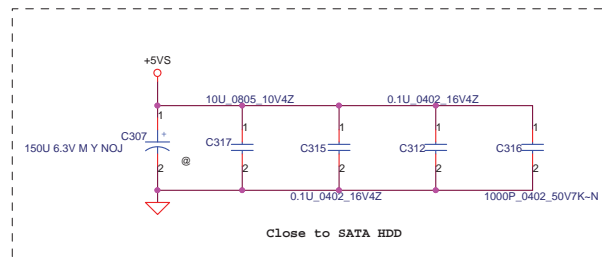 +5VS
10U_0805_10V4Z
0.1U_0402_16V4Z
1
1
1
1
1
C307
+
C317
C315
C312
C316
150U 6.3V M Y NOJ
@
2
2
2
2
2
0.1U_0402_16V4Z
1000P_0402_50V7K~N
Close to SATA HDD